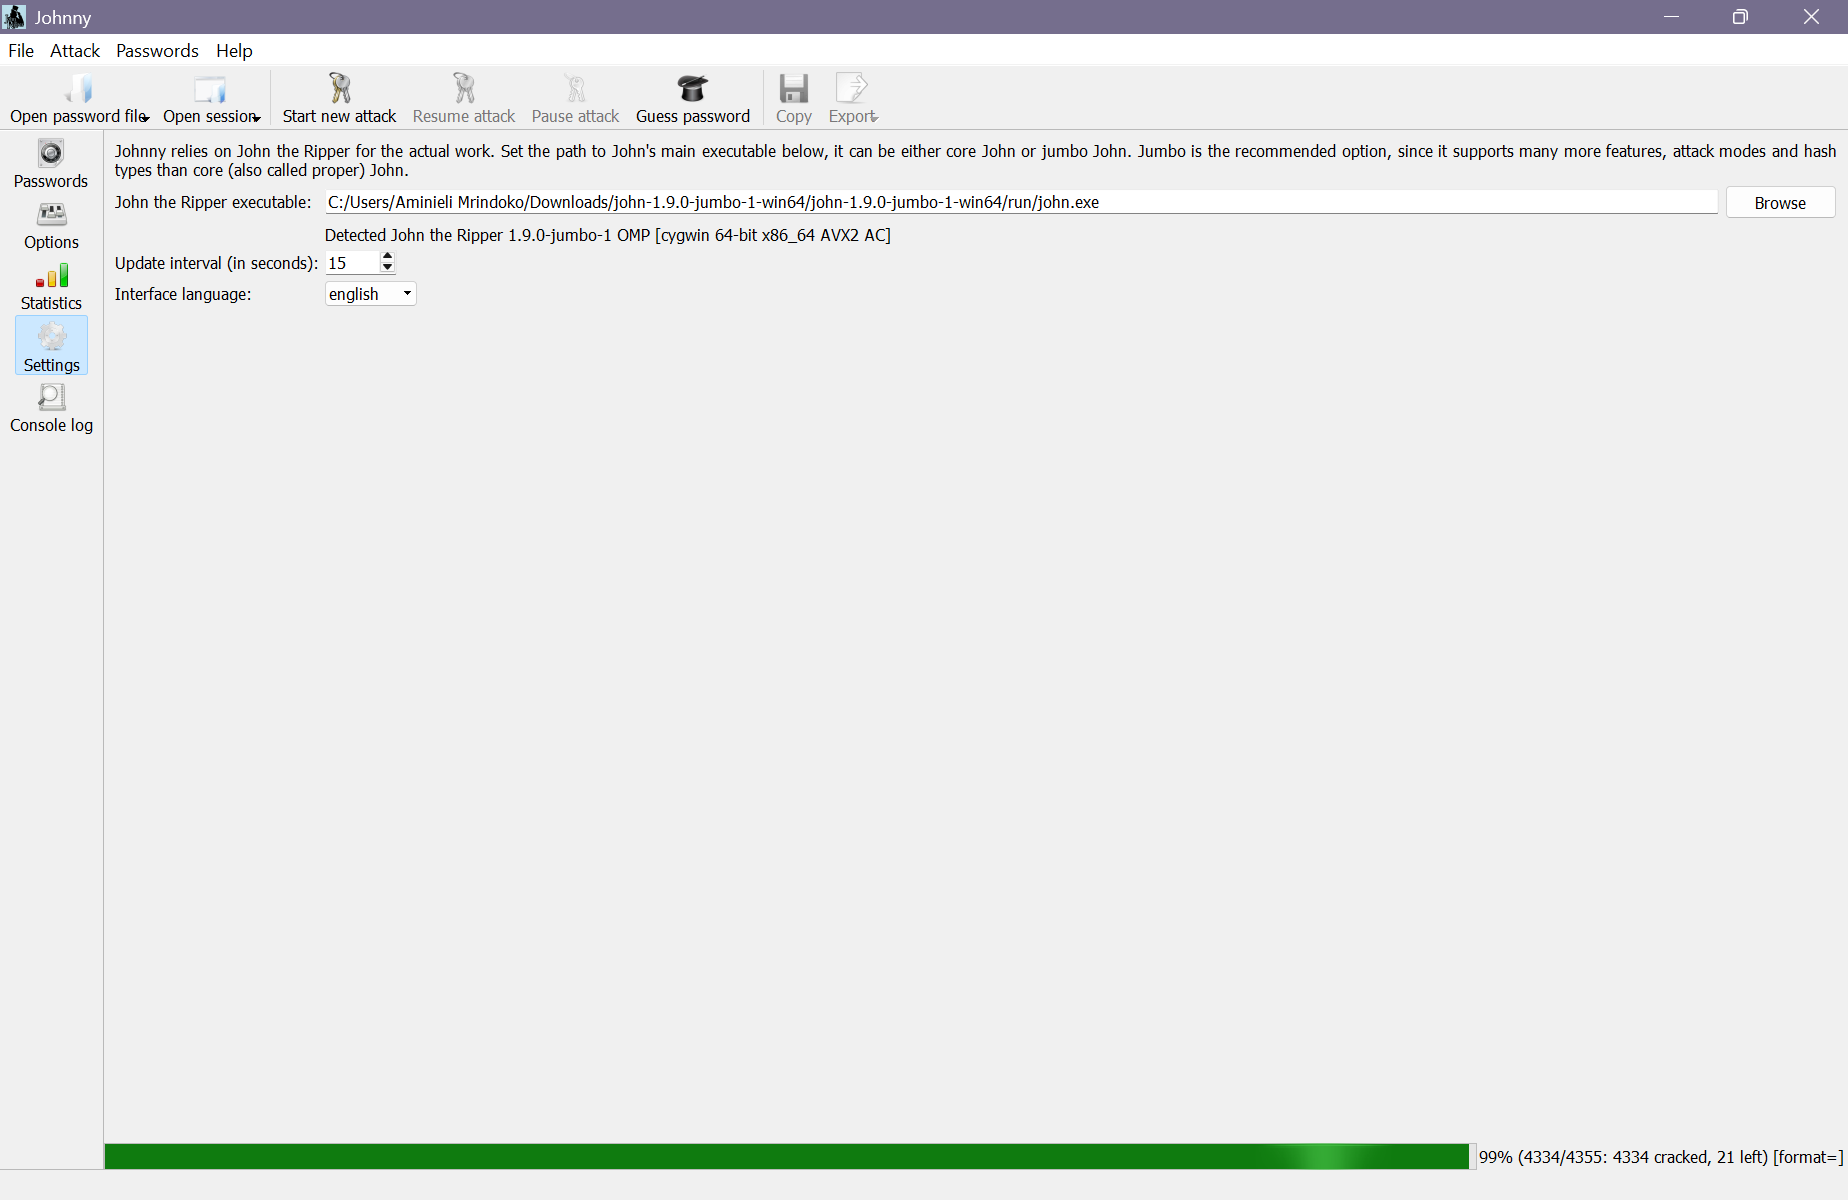 Johnny
File Attack Passwords Help
Open password file Open session Start new attack Resume attack Pause attack Guess password Copy Export
Passwords
Options
Statistics
Settings
Console log
Johnny relies on John the Ripper for the actual work. Set the path to John's main executable below, it can be either core John or jumbo John. Jumbo is the recommended option, since it supports many more features, attack modes and hash
types than core (also called proper) John.
John the Ripper executable: C:/Users/Aminieli Mrindoko/Downloads/john-1.9.0-jumbo-1-win64/john-1.9.0-jumbo-1-win64/run/john.exe Browse
Detected John the Ripper 1.9.0-jumbo-1 OMP [cygwin 64-bit x86_64 AVX2 AC]
Update interval (in seconds): 15
Interface language: english
99% (4334/4355: 4334 cracked, 21 left) [format=]